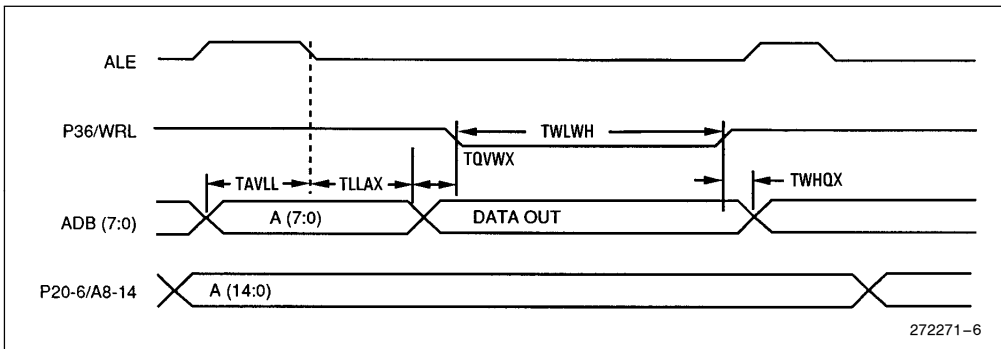 ALE
P36/WRL
TWLWH
TQVWX
TAVLL
TLLAX
TWHQX
ADB (7:0)
A (7:0)
DATA OUT
P20-6/A8-14
A (14:0)
272271–6